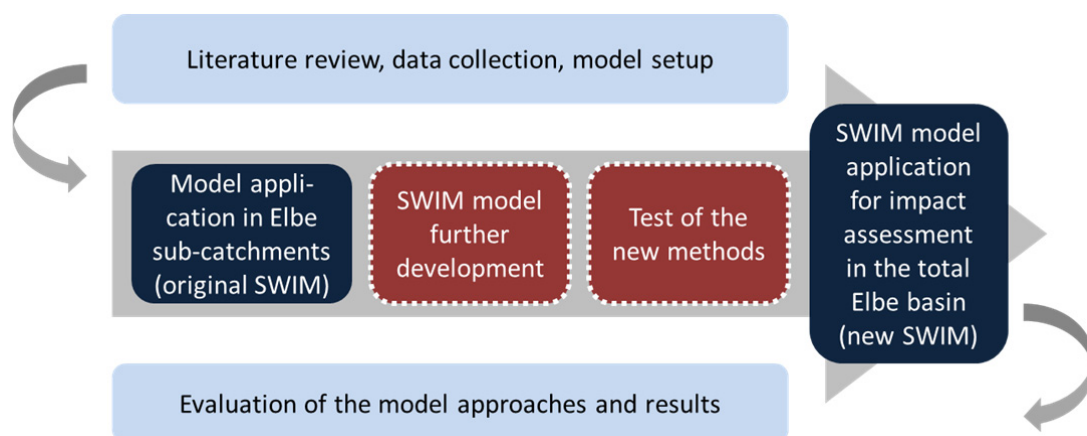 Literature review, data collection, model setup
Model appli-
cation in Elbe
sub-catchments
(original SWIM)
SWIM model
further
development
Test of the
new methods
SWIM model
application
for impact
assessment
in the total
Elbe basin
(new SWIM)
Evaluation of the model approaches and results